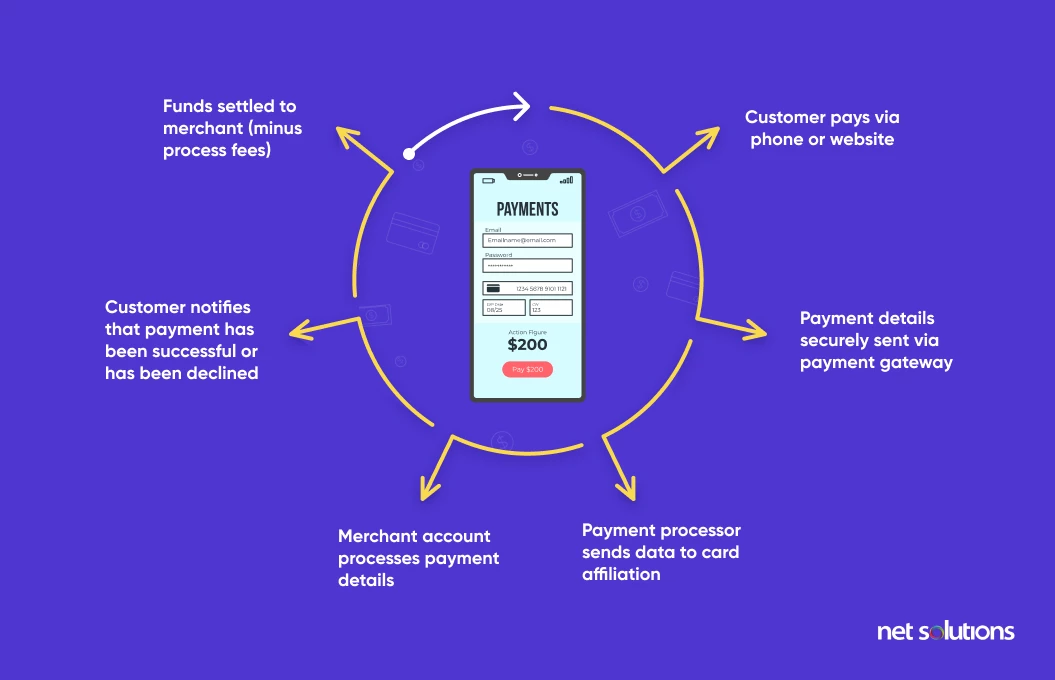 Funds settled to
merchant (minus
process fees)
Customer pays via
phone or website
PAYMENTS
Email
Emailname@email.com
Password
************
1234 5678 9101 1121
EXP Date
08/25
CVV
123
Action Figure
$200
Pay $200
Customer notifies
that payment has
been successful or
has been declined
Payment details
securely sent via
payment gateway
Merchant account
processes payment
details
Payment processor
sends data to card
affiliation
net solutions